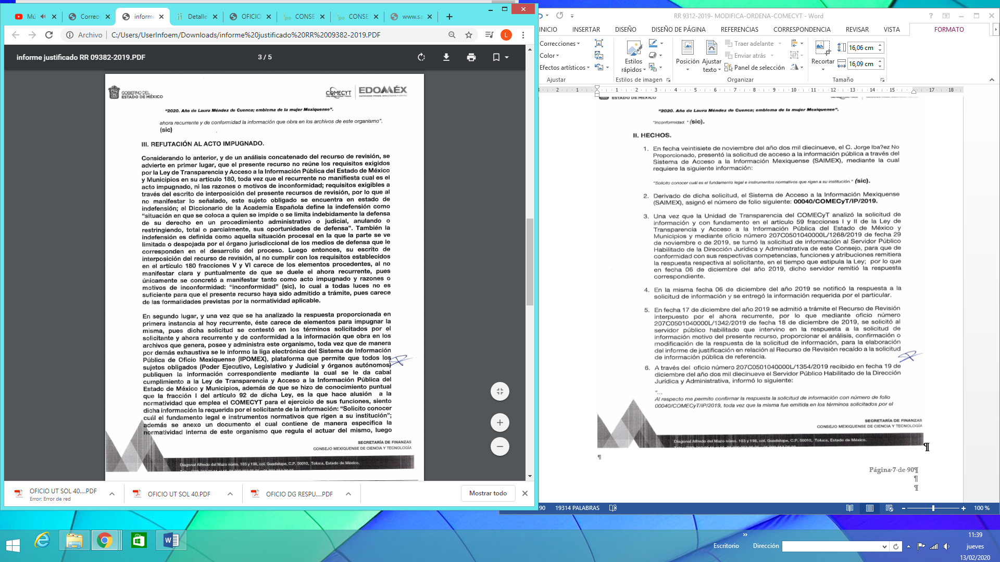 Mú
Correo:
informe
Detalle
OFICIO
CONSE
CONSE
www.sa
Archivo C:/Users/UserInfoem/Downloads/informe%20justificado%20RR%2009382-2019.PDF
L
informe justificado RR 09382-2019.PDF
3 / 5
GOBIERNO DEL
ESTADO DE MÉXICO
COMECYT
EDOMÉX
"2020. Año de Laura Méndez de Cuenca; emblema de la mujer Mexiquense".
ahora recurrente y de conformidad la información que obra en los archivos de este organismo".
(sic)
III. REFUTACIÓN AL ACTO IMPUGNADO.
Considerando lo anterior, y de un análisis concatenado del recurso de revisión, se
advierte en primer lugar, que el presente recurso no reúne los requisitos exigidos
por la Ley de Transparencia y Acceso a la Información Pública del Estado de México
y Municipios en su artículo 180, toda vez que el recurrente no manifiesta cual es el
acto impugnado, ni las razones o motivos de inconformidad; requisitos exigibles a
través del escrito de interposición del presente recursos de revisión, por lo que al
no manifestar lo señalado, este sujeto obligado se encuentra en estado de
indefensión; el Diccionario de la Academia Española define la indefensión como
"situación en que se coloca a quien se impide o se limita indebidamente la defensa
de su derecho en un procedimiento administrativo o judicial, anulando o
restringiendo, total o parcialmente, sus oportunidades de defensa". También la
indefensión es definida como aquella situación procesal en la que la parte se ve
limitada o despojada por el órgano jurisdiccional de los medios de defensa que le
corresponden en el desarrollo del proceso. Luego entonces, su escrito de
interposición del recurso de revisión, al no cumplir con los requisitos establecidos
en el artículo 180 fracciones V y VI carece de los elementos procedentes, al no
manifestar clara y puntualmente de que se duele el ahora recurrente, pues
únicamente se concretó a manifestar tanto como acto impugnado y razones o
motivos de inconformidad: "inconformidad" (sic), lo cual a todas luces no es
suficiente para que el presente recurso haya sido admitido a trámite, pues carece
de las formalidades previstas por la normatividad aplicable.
En segundo lugar, y una vez que se ha analizado la respuesta proporcionada en
primera instancia al hoy recurrente, éste carece de elementos para impugnar la
misma, pues dicha solicitud se contestó en los términos solicitados por el
solicitante y ahora recurrente y de conformidad a la información que obra en los
archivos que genera, posee y administra este organismo, toda vez que de manera
por demás exhaustiva se le informo la liga electrónica del Sistema de Información
Pública de Oficio Mexiquense (IPOMEX), plataforma que permite que todos los
sujetos obligados (Poder Ejecutivo, Legislativo y Judicial y órganos autónomos)
publiquen la información correspondiente mediante la cual se le da cabal
cumplimiento a la Ley de Transparencia y Acceso a la Información Pública del
Estado de México y Municipios, además de que se hizo de conocimiento puntual
que la fracción I del artículo 92 de dicha Ley, es la que hace alusión a la
normatividad que emplea el COMECYT para el ejercicio de sus funciones, siento
dicha información la requerida por el solicitante de la información: "Solicito conocer
cuál el fundamento legal e instrumentos normativos que rigen a su institución";
además se anexo un documento el cual contiene de manera especifica la
normatividad interna de este organismo que regula el actuar del mismo, luego
SECRETARÍA DE FINANZAS
CONSEJO MEXIQUENSE DE CIENCIA Y TECNOLOGÍA
Diagonal Alfredo del Mazo núms. 103 y 198, col. Guadalupe, C.P. 50010, Toluca, Estado de México.
OFICIO UT SOL 40....PDF
Error: Error de red
OFICIO UT SOL 40.PDF
OFICIO DG RESPU....PDF
Mostrar todo
RR 9312-2019- MODIFICA-ORDENA-COMECYT - Word
INICIO INSERTAR DISEÑO DISEÑO DE PÁGINA REFERENCIAS CORRESPONDENCIA REVISAR VISTA FORMATO
Correcciones
Color
Efectos artísticos
Ajustar
Estilos
rápidos
Estilos de imagen
Posición
Ajustar
texto
Traer adelante
Enviar atrás
Panel de selección
Organizar
Recortar
16,06 cm
16,09 cm
Tamaño
2 1 1 2 3 4 5 6 7 8 9 10 11 12 13 14 15 17 18
ESTADO DE MÉXICO
"2020. Año de Laura Méndez de Cuenca; emblema de la mujer Mexiquense".
"Inconformidad. " (sic).
II. HECHOS.
1. En fecha veintisiete de noviembre del año dos mil diecinueve, el C. Jorge Iba?ez No
Proporcionado, presentó la solicitud de acceso a la información pública a través del
Sistema de Acceso a la Información Mexiquense (SAIMEX), mediante la cual
requiere la siguiente información:
"Solicito conocer cuál es el fundamento legal e instrumentos normativos que rigen a su institución." (sic).
2. Derivado de dicha solicitud, el Sistema de Acceso a la Información Mexiquense
(SAIMEX), asignó el número de folio siguiente: 00040/COMECyT/IP/2019.
3. Una vez que la Unidad de Transparencia del COMECyT analizó la solicitud de
información y con fundamento en el artículo 59 fracciones I y II de la Ley de
Transparencia y Acceso a la Información Pública del Estado de México y
Municipios y mediante oficio número 207C0501040000L/1268/2019 de fecha 29
de noviembre o de 2019, se turnó la solicitud de información al Servidor Público
Habilitado de la Dirección Jurídica y Administrativa de este Consejo, para que de
conformidad con sus respectivas competencias, funciones y atribuciones remitiera
la respuesta respectiva al solicitante, en el tiempo que estipula la Ley; por lo que
en fecha 06 de diciembre del año 2019, dicho servidor remitió la respuesta
correspondiente.
4. En la misma fecha 06 de diciembre del año 2019 se notificó la respuesta a la
solicitud de información y se entregó la información requerida por el particular.
5. En fecha 17 de diciembre del año 2019 se admitió a trámite el Recurso de Revisión
interpuesto por el ahora recurrente, por lo que mediante oficio número
207C0501040000L/1342/2019 de fecha 18 de diciembre de 2019, se solicitó al
servidor público habilitado que intervino en la respuesta a la solicitud de
información motivo del presente recurso, proporcionar el análisis, confirmación o
modificación de la respuesta de la solicitud de información, para la elaboración
del informe de justificación en relación al Recurso de Revisión recaído a la solicitud
de información pública de referencia.
6. A través del oficio número 207C0501040000L/1354/2019 recibido en fecha 19 de
diciembre del año dos mil diecinueve el Servidor Público Habilitado de la Dirección
Jurídica y Administrativa, informó lo siguiente:
"...
Al respecto me permito confirmar la respuesta la solicitud de información con número de folio
00040/COMECyT/IP/2019, toda vez que la misma fue emitida en los términos solicitados por el
SECRETARÍA DE FINANZAS
CONSEJO MEXIQUENSE DE CIENCIA Y TECNOLOGÍA
Diagonal Alfredo del Mazo núms. 103 y 198, col. Guadalupe, C.P. 50010, Toluca, Estado de México.
¶
¶
Página·7·de·90¶
¶
¶
90 19314 PALABRAS
100 %
Escritorio
Dirección
11:39
jueves
13/02/2020